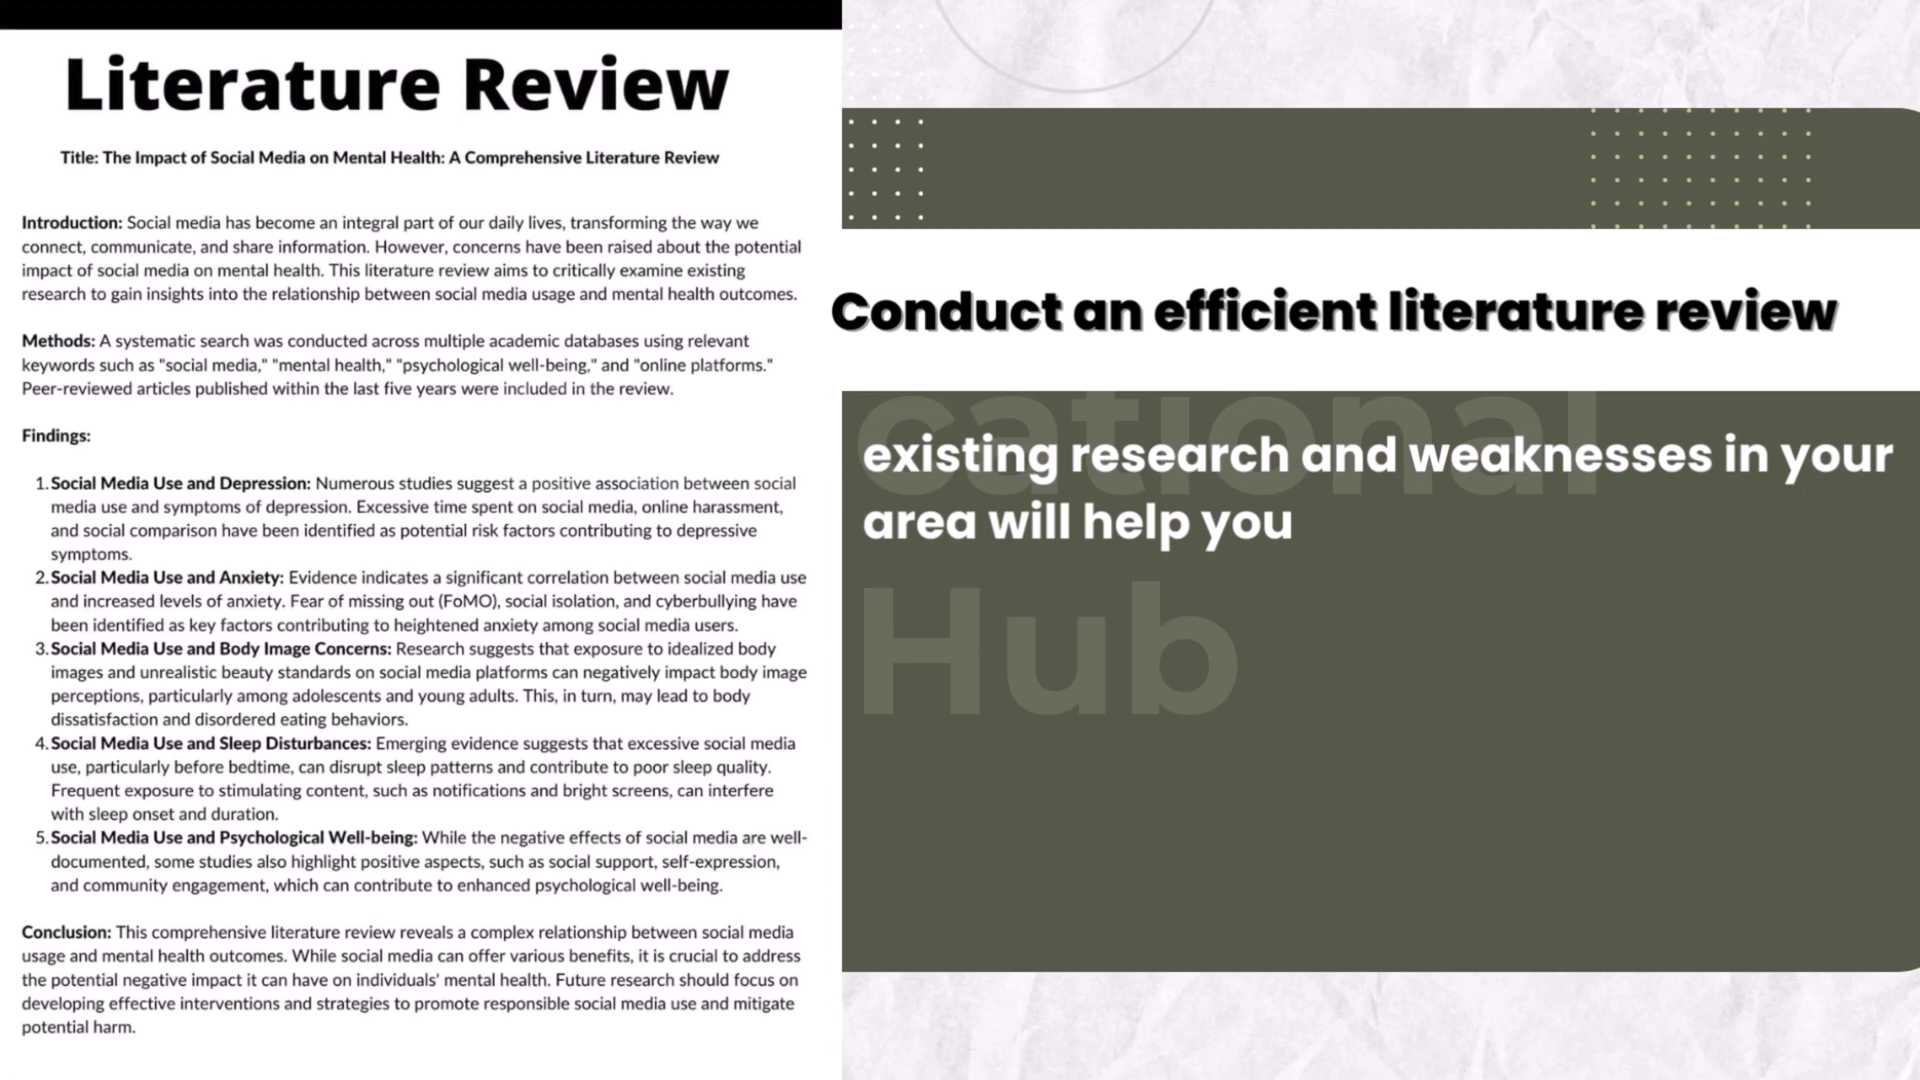 Literature Review
Title: The Impact of Social Media on Mental Health: A Comprehensive Literature Review
Introduction: Social media has become an integral part of our daily lives, transforming the way we
connect, communicate, and share information. However, concerns have been raised about the potential
impact of social media on mental health. This literature review aims to critically examine existing
research to gain insights into the relationship between social media usage and mental health outcomes.
Methods: A systematic search was conducted across multiple academic databases using relevant
keywords such as "social media," "mental health," "psychological well-being," and "online platforms."
Peer-reviewed articles published within the last five years were included in the review.
Findings:
1. Social Media Use and Depression: Numerous studies suggest a positive association between social
media use and symptoms of depression. Excessive time spent on social media, online harassment,
and social comparison have been identified as potential risk factors contributing to depressive
symptoms.
2. Social Media Use and Anxiety: Evidence indicates a significant correlation between social media use
and increased levels of anxiety. Fear of missing out (FoMO), social isolation, and cyberbullying have
been identified as key factors contributing to heightened anxiety among social media users.
3. Social Media Use and Body Image Concerns: Research suggests that exposure to idealized body
images and unrealistic beauty standards on social media platforms can negatively impact body image
perceptions, particularly among adolescents and young adults. This, in turn, may lead to body
dissatisfaction and disordered eating behaviors.
4. Social Media Use and Sleep Disturbances: Emerging evidence suggests that excessive social media
use, particularly before bedtime, can disrupt sleep patterns and contribute to poor sleep quality.
Frequent exposure to stimulating content, such as notifications and bright screens, can interfere
with sleep onset and duration.
5. Social Media Use and Psychological Well-being: While the negative effects of social media are well-
documented, some studies also highlight positive aspects, such as social support, self-expression,
and community engagement, which can contribute to enhanced psychological well-being.
Conclusion: This comprehensive literature review reveals a complex relationship between social media
usage and mental health outcomes. While social media can offer various benefits, it is crucial to address
the potential negative impact it can have on individuals' mental health. Future research should focus on
developing effective interventions and strategies to promote responsible social media use and mitigate
potential harm.
Conduct an efficient literature review
cational
existing research and weaknesses in your
area will help you
Hub